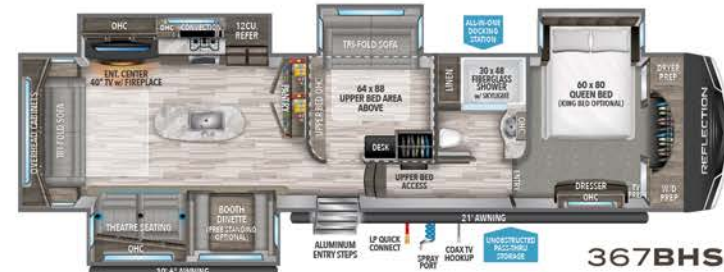 OHC
OHC
CONVECTION
12CU.
REFER
ENT. CENTER
40" TV w/ FIREPLACE
OVERHEAD CABINETS
TRI-FOLD SOFA
PANTRY
THEATRE SEATING
OHC
BOOTH
DINETTE
(FREE STANDING
OPTIONAL)
10' 6" AWNING
TRI-FOLD SOFA
UPPER BED OHC
64 x 88
UPPER BED AREA
ABOVE
DESK
UPPER BED
ACCESS
ALL-IN-ONE
DOCKING
STATION
LINEN
30 x 48
FIBERGLASS
SHOWER
w/ SKYLIGHT
OHC
60 x 80
QUEEN BED
(KING BED OPTIONAL)
DRYER
PREP
W/D
PREP
DRESSER
OHC
REFLECTION
21' AWNING
ALUMINUM
ENTRY STEPS
LP QUICK
CONNECT
SPRAY
PORT
COAX TV
HOOKUP
UNOBSTRUCTED
PASS-THRU
STORAGE
367BHS